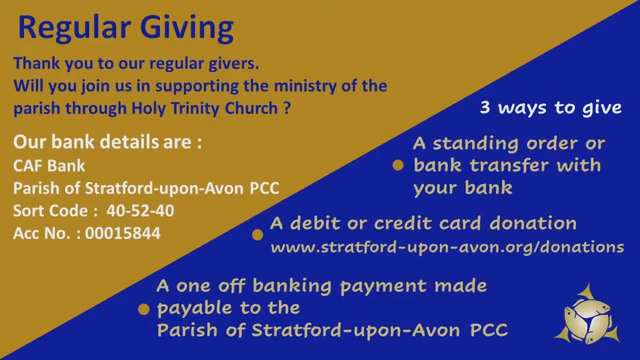 Regular Giving
Thank you to our regular givers.
Will you join us in supporting the ministry of the
parish through Holy Trinity Church ?
Our bank details are :
CAF Bank
Parish of Stratford-upon-Avon PCC
Sort Code : 40-52-40
Acc No. : 00015844
3 ways to give
A standing order or
bank transfer with
your bank
A debit or credit card donation
www.stratford-upon-avon.org/donations
A one off banking payment made
payable to the
Parish of Stratford-upon-Avon PCC